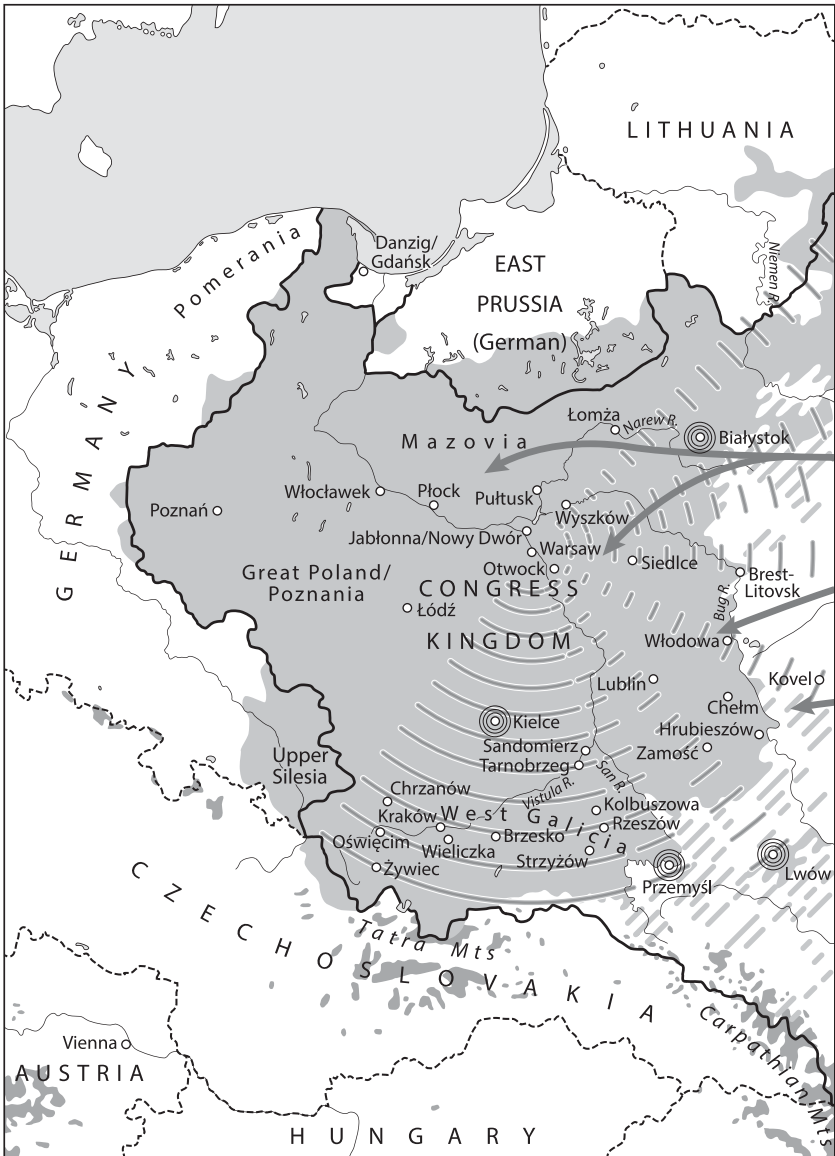 LITHUANIA
Niemen R.
Pomerania
Danzig/
Gdańsk
EAST
PRUSSIA
(German)
GERMANY
Łomża
Narew R.
Białystok
Mazovia
Włocławek
Płock
Pułtusk
Poznań
Wyszków
Jabłonna/Nowy Dwór
Warsaw
Otwock
Siedlce
Brest-
Litovsk
Bug R.
Great Poland/
Poznania
CONGRESS
KINGDOM
Łódź
Włodowa
Lublin
Kovel
Chełm
Kielce
Hrubieszów
Sandomierz
Zamość
Tarnobrzeg
San R.
Upper
Silesia
Vistula R.
Chrzanów
Kolbuszowa
Kraków
West Galicia
Rzeszów
Oświęcim
Brzesko
Wieliczka
Strzyżów
Żywiec
Przemyśl
Lwów
CZECHOSLOVAKIA
Tatra Mts
Carpathian Mts
Vienna
AUSTRIA
HUNGARY